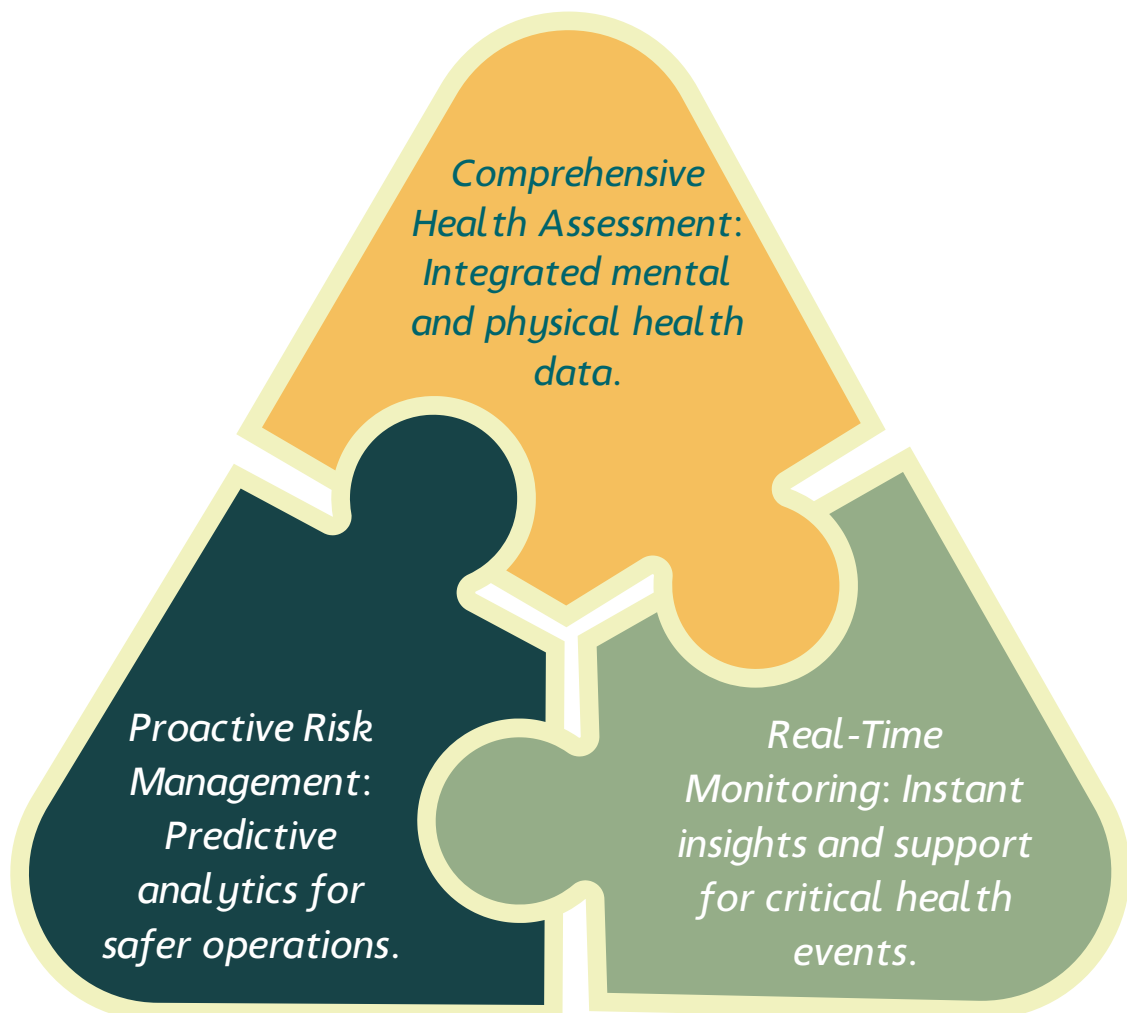 Comprehensive
Health Assessment:
Integrated mental
and physical health
data.
Proactive Risk
Management:
Predictive
analytics for
safer operations.
Real-Time
Monitoring: Instant
insights and support
for critical health
events.